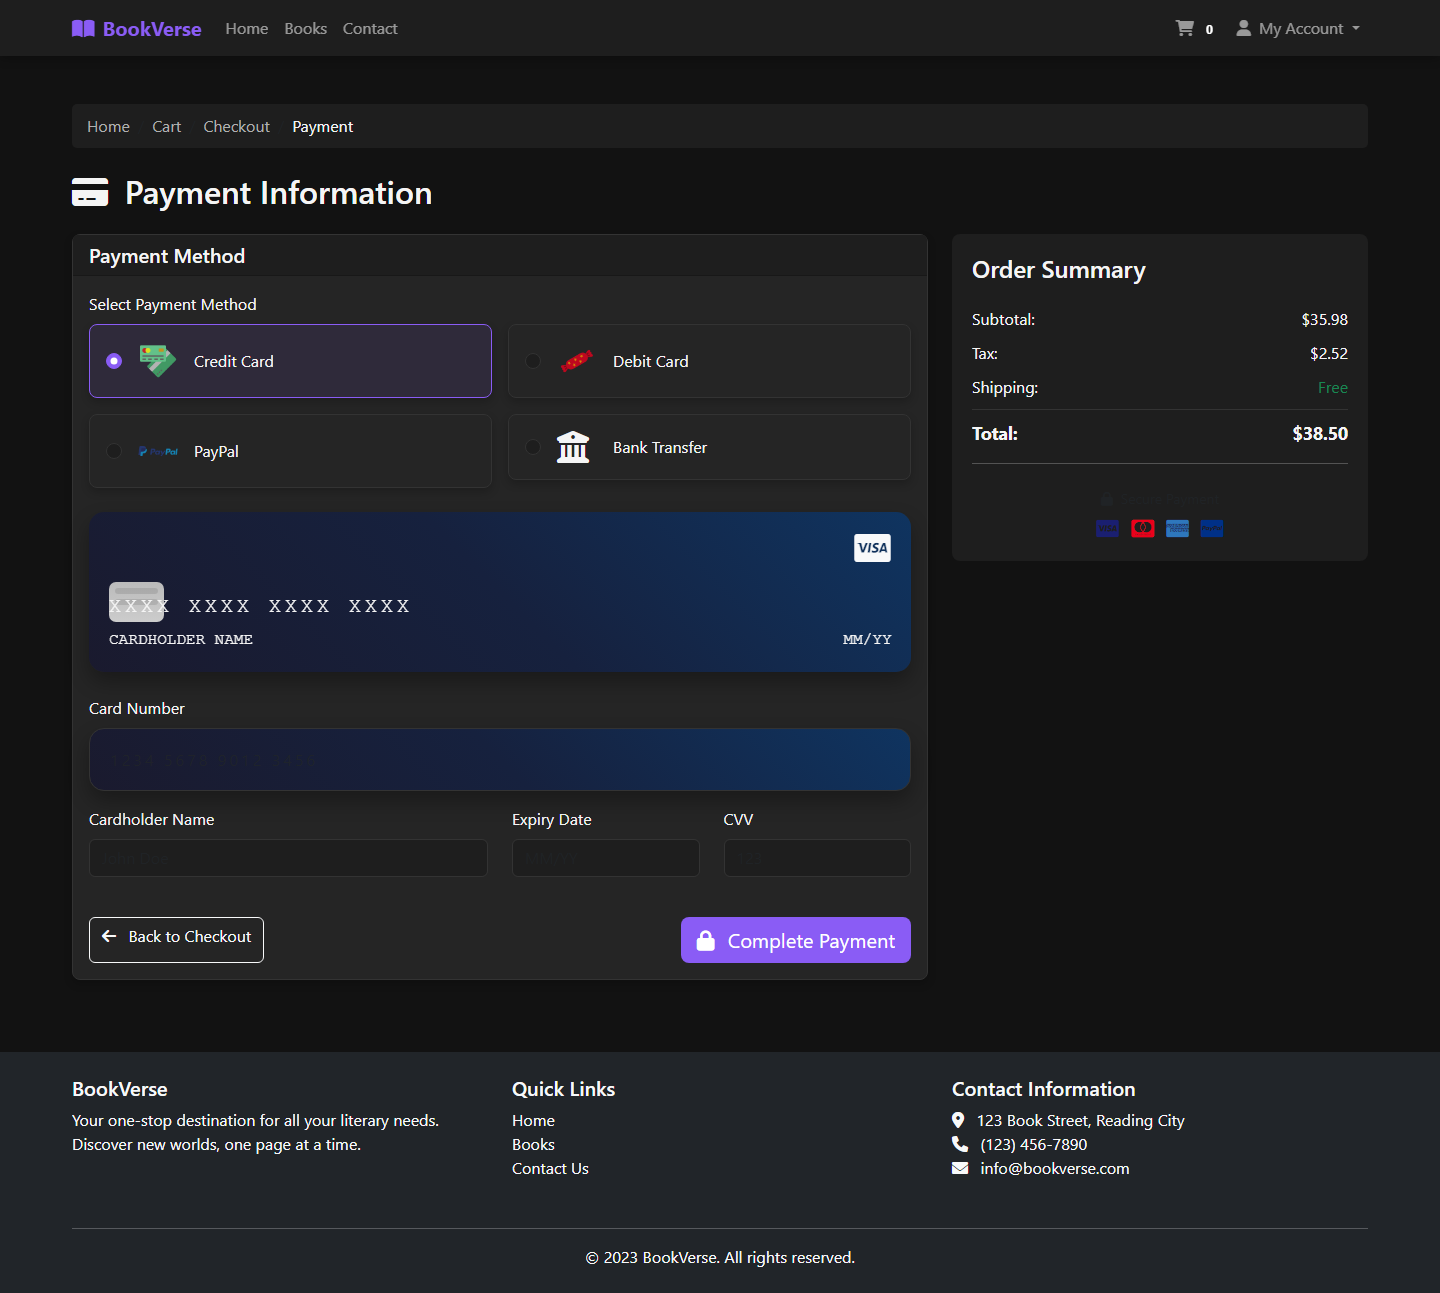 BookVerse Home Books Contact 0 My Account
Home Cart Checkout Payment
Payment Information
Payment Method
Select Payment Method
Credit Card
Debit Card
PayPal
PayPal
Bank Transfer
VISA
XXXX XXXX XXXX XXXX
CARDHOLDER NAME MM/YY
Card Number
Cardholder Name
Expiry Date
CVV
Back to Checkout
Complete Payment
Order Summary
Subtotal: $35.98
Tax: $2.52
Shipping: Free
Total: $38.50
VISA
BookVerse
Your one-stop destination for all your literary needs.
Discover new worlds, one page at a time.
Quick Links
Home
Books
Contact Us
Contact Information
123 Book Street, Reading City
(123) 456-7890
info@bookverse.com
© 2023 BookVerse. All rights reserved.